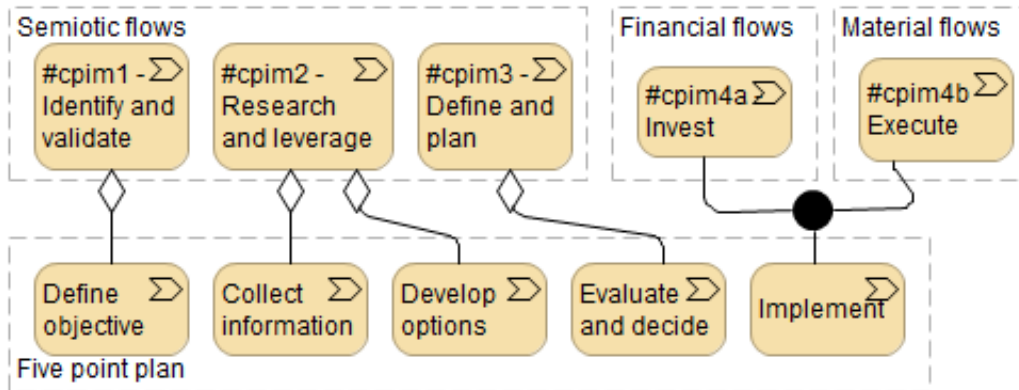 Semiotic flows
#cpim1 -
Identify and
validate
#cpim2 -
Research
and leverage
#cpim3 -
Define and
plan
Financial flows
#cpim4a
Invest
Material flows
#cpim4b
Execute
Define
objective
Collect
information
Develop
options
Evaluate
and decide
Implement
Five point plan